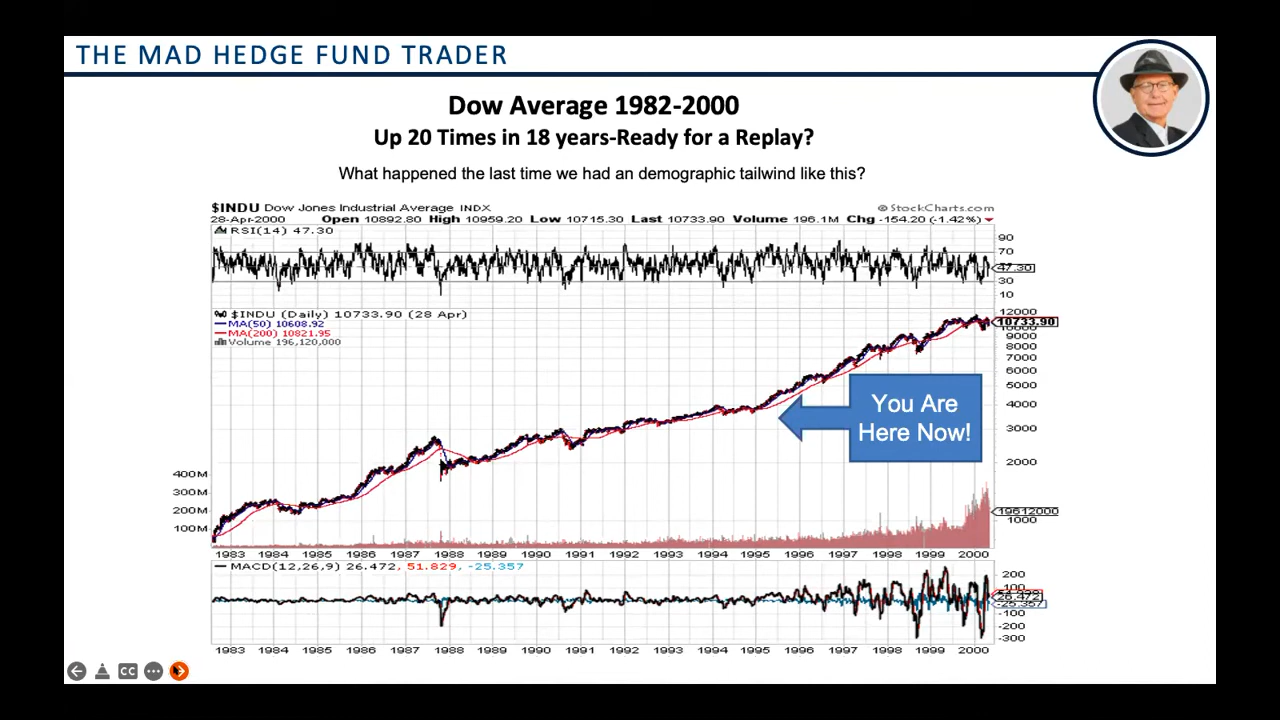 THE MAD HEDGE FUND TRADER
Dow Average 1982-2000
Up 20 Times in 18 years-Ready for a Replay?
What happened the last time we had an demographic tailwind like this?
$INDU Dow Jones Industrial Average INDX
© StockCharts.com
28-Apr-2000 Open 10892.80 High 10959.20 Low 10715.30 Last 10733.90 Volume 196.1M Chg -154.20 (-1.42%)
RSI(14) 47.30
90
70
47.30
30
10
$INDU (Daily) 10733.90 (28 Apr)
MA(50) 10608.92
MA(200) 10821.95
Volume 196,120,000
12000
10733.90
9000
8000
7000
6000
5000
4000
3000
2000
1000
You Are
Here Now!
400M
300M
200M
100M
19612000
1983 1984 1985 1986 1987 1988 1989 1990 1991 1992 1993 1994 1995 1996 1997 1998 1999 2000
MACD(12,26,9) 26.472, 51.829, -25.357
200
26.472
-25.357
-100
-200
-300
1983 1984 1985 1986 1987 1988 1989 1990 1991 1992 1993 1994 1995 1996 1997 1998 1999 2000
CC